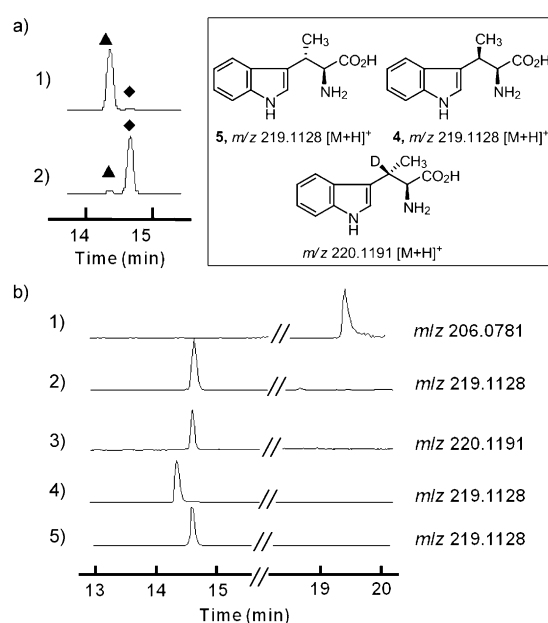 a)
1)
2)
14 15
Time (min)
CH₃
CO₂H
NH₂
N
H
5, m/z 219.1128 [M+H]⁺
CH₃
CO₂H
NH₂
N
H
4, m/z 219.1128 [M+H]⁺
D CH₃
CO₂H
NH₂
N
H
m/z 220.1191 [M+H]⁺
b)
1) m/z 206.0781
2) m/z 219.1128
3) m/z 220.1191
4) m/z 219.1128
5) m/z 219.1128
13 14 15 19 20
Time (min)